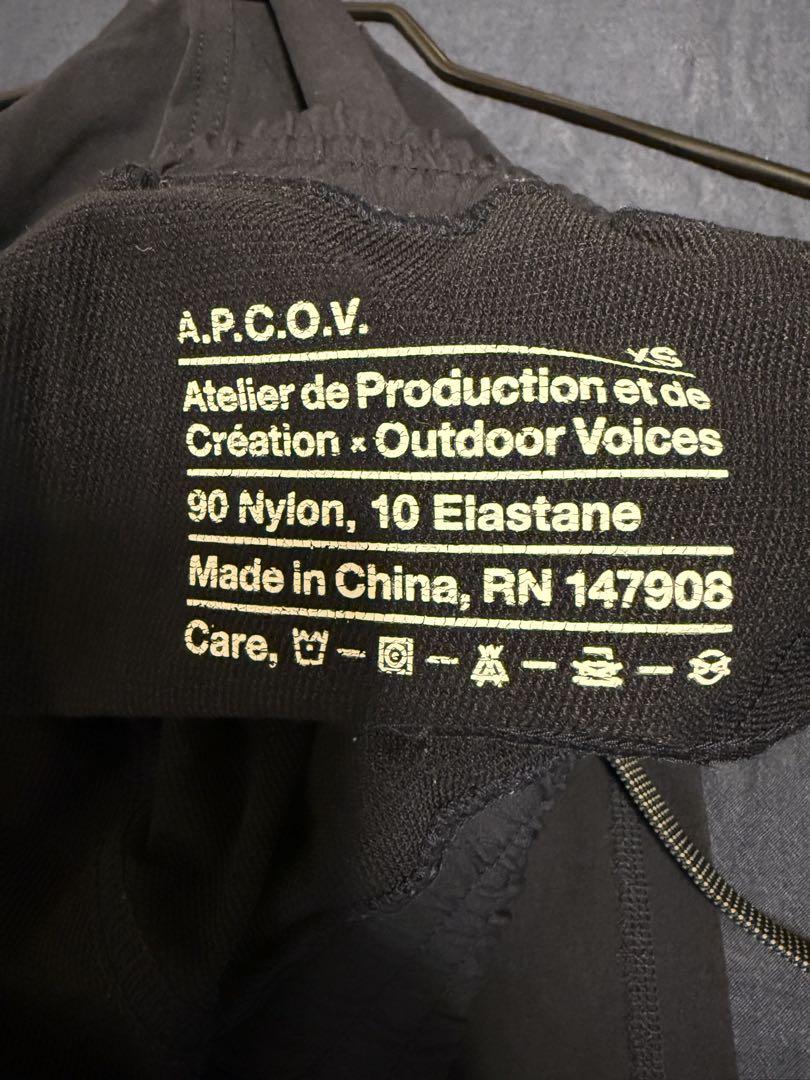 A.P.C.O.V.
XS
Atelier de Production et de
Création × Outdoor Voices
90 Nylon, 10 Elastane
Made in China, RN 147908
Care,